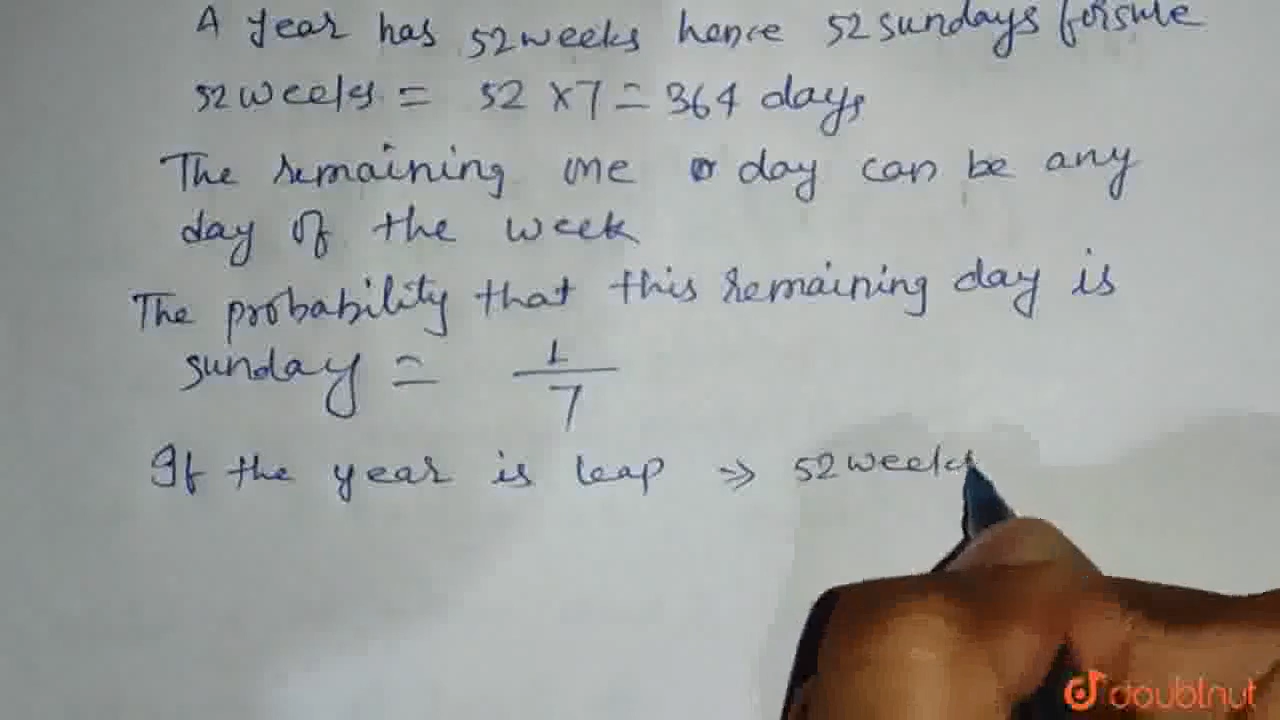 A year has 52 weeks hence 52 sundays for sure
52 weeks = 52 × 7 = 364 days
The remaining one day can be any
day of the week
The probability that this remaining day is
sunday = 1/7
If the year is leap ⇒ 52 weeks
doubtnut